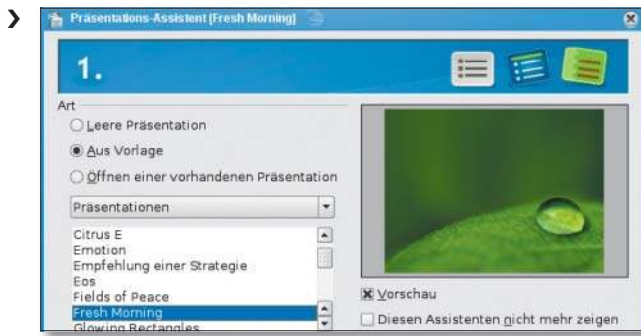 ›
Präsentations-Assistent [Fresh Morning]
1.
Art
Leere Präsentation
Aus Vorlage
Öffnen einer vorhandenen Präsentation
Präsentationen
Citrus E
Emotion
Empfehlung einer Strategie
Eos
Fields of Peace
Fresh Morning
Glowing Rectangles
Vorschau
Diesen Assistenten nicht mehr zeigen